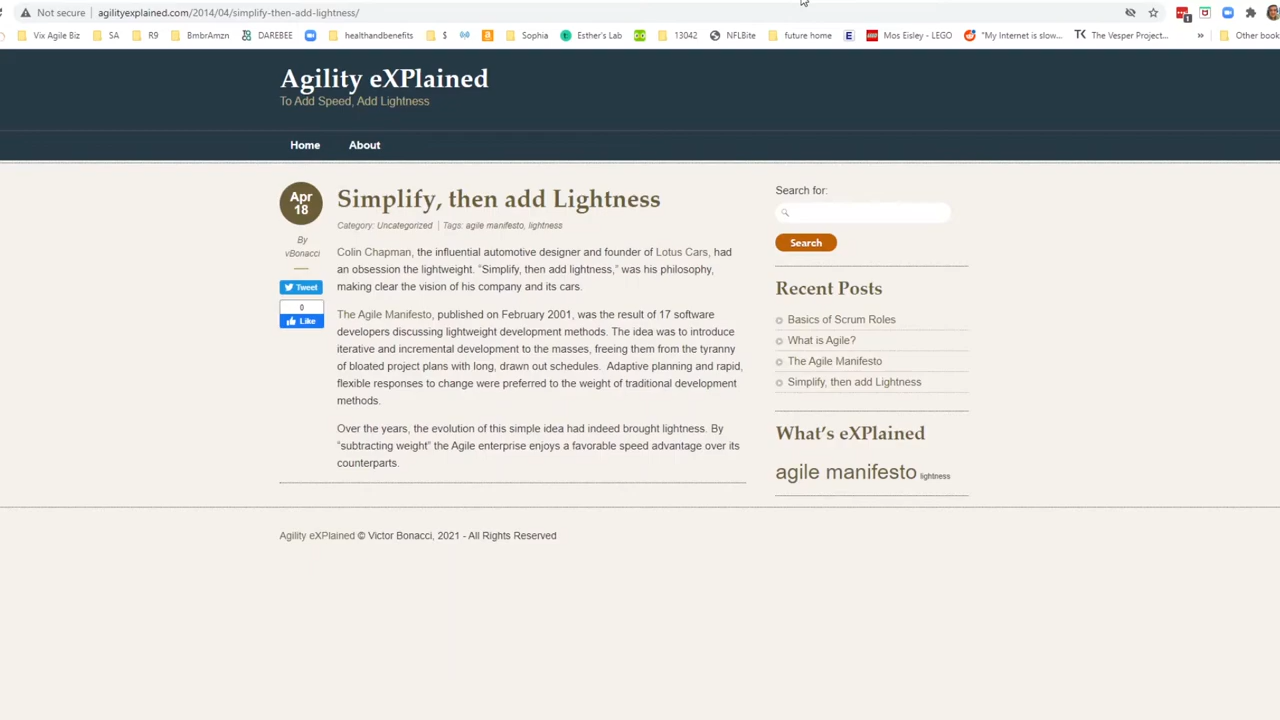 Not secure agilityexplained.com/2014/04/simplify-then-add-lightness/
1
Vix Agile Biz SA R9 BmbrAmzn DAREBEE healthandbenefits $ Sophia Esther's Lab 13042 NFLBite future home E Mos Eisley - LEGO "My Internet is slow... TK The Vesper Project... » Other book
Agility eXPlained
To Add Speed, Add Lightness
Home About
Apr
18
By
vBonacci
Tweet
0
Like
Simplify, then add Lightness
Category: Uncategorized | Tags: agile manifesto, lightness
Colin Chapman, the influential automotive designer and founder of Lotus Cars, had
an obsession the lightweight. “Simplify, then add lightness,” was his philosophy,
making clear the vision of his company and its cars.
The Agile Manifesto, published on February 2001, was the result of 17 software
developers discussing lightweight development methods. The idea was to introduce
iterative and incremental development to the masses, freeing them from the tyranny
of bloated project plans with long, drawn out schedules. Adaptive planning and rapid,
flexible responses to change were preferred to the weight of traditional development
methods.
Over the years, the evolution of this simple idea had indeed brought lightness. By
“subtracting weight” the Agile enterprise enjoys a favorable speed advantage over its
counterparts.
Search for:
Search
Recent Posts
Basics of Scrum Roles
What is Agile?
The Agile Manifesto
Simplify, then add Lightness
What’s eXPlained
agile manifesto lightness
Agility eXPlained © Victor Bonacci, 2021 - All Rights Reserved